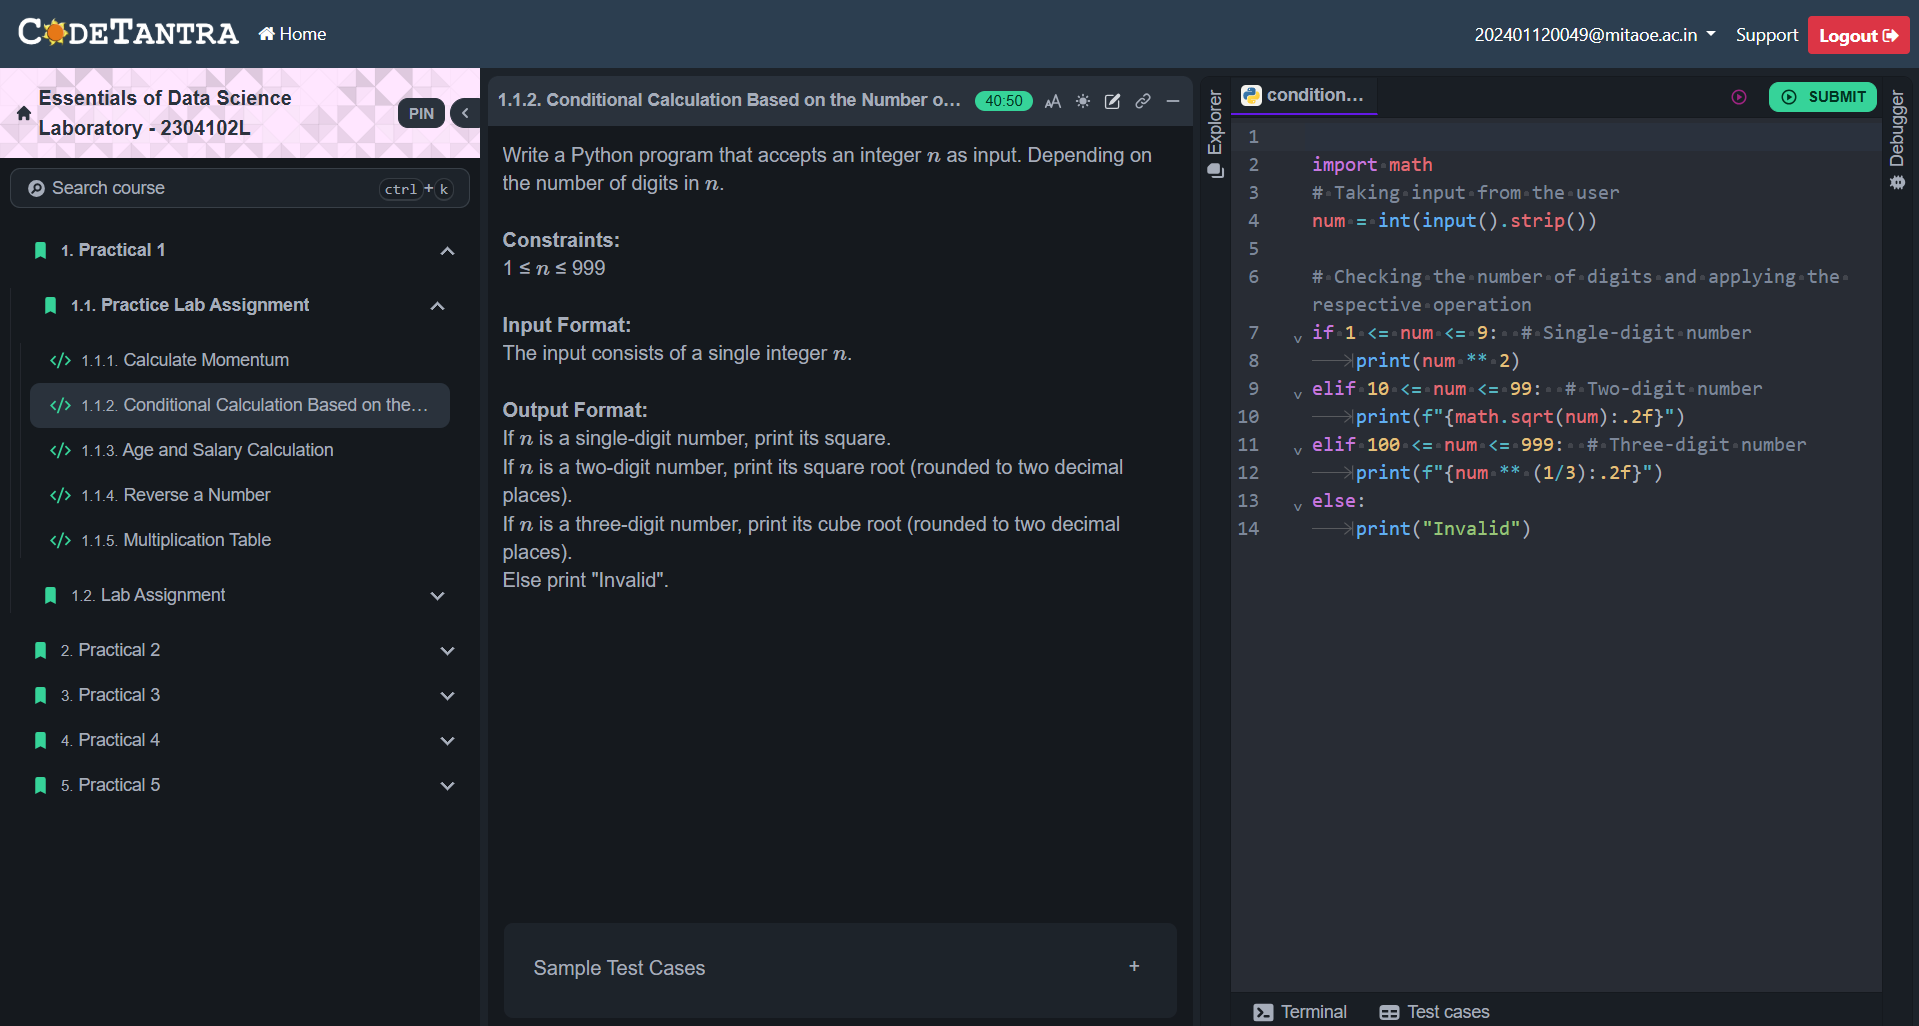 CODETANTRA
Home
202401120049@mitaoe.ac.in
Support
Logout
Essentials of Data Science
Laboratory - 2304102L
PIN
Search course
ctrl + k
1. Practical 1
1.1. Practice Lab Assignment
1.1.1. Calculate Momentum
1.1.2. Conditional Calculation Based on the...
1.1.3. Age and Salary Calculation
1.1.4. Reverse a Number
1.1.5. Multiplication Table
1.2. Lab Assignment
2. Practical 2
3. Practical 3
4. Practical 4
5. Practical 5
1.1.2. Conditional Calculation Based on the Number o...
40:50
AA
Write a Python program that accepts an integer n as input. Depending on
the number of digits in n.
Constraints:
1 ≤ n ≤ 999
Input Format:
The input consists of a single integer n.
Output Format:
If n is a single-digit number, print its square.
If n is a two-digit number, print its square root (rounded to two decimal
places).
If n is a three-digit number, print its cube root (rounded to two decimal
places).
Else print "Invalid".
Sample Test Cases
+
Explorer
condition...
SUBMIT
Debugger
1
2 import math
3 # Taking input from the user
4 num = int(input().strip())
5
6 # Checking the number of digits and applying the
respective operation
7 if 1 <= num <= 9:  # Single-digit number
8 print(num ** 2)
9 elif 10 <= num <= 99:  # Two-digit number
10 print(f"{math.sqrt(num):.2f}")
11 elif 100 <= num <= 999:  # Three-digit number
12 print(f"{num ** (1/3):.2f}")
13 else:
14 print("Invalid")
Terminal
Test cases